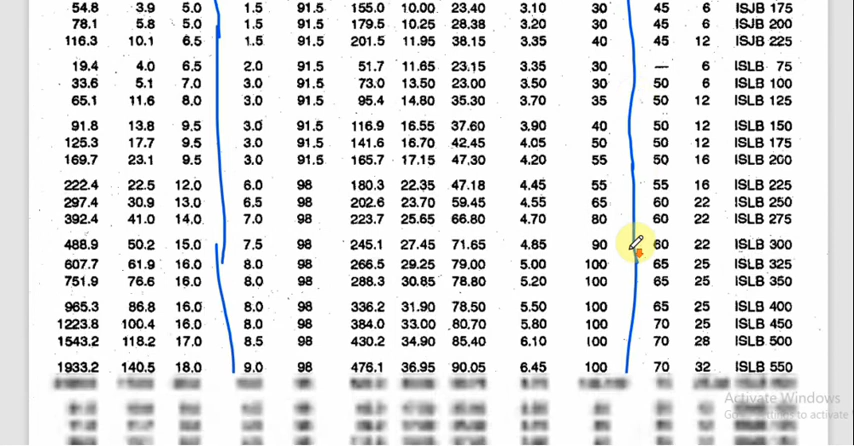 54.8 3.9 5.0 1.5 91.5 155.0 10.00 23.40 3.10 30 45 6 ISJB 175
78.1 5.8 5.0 1.5 91.5 179.5 10.25 28.38 3.20 30 45 6 ISJB 200
116.3 10.1 6.5 1.5 91.5 201.5 11.95 38.15 3.35 40 45 12 ISJB 225
19.4 4.0 6.5 2.0 91.5 51.7 11.65 23.15 3.35 30 — 6 ISLB 75
33.6 5.1 7.0 3.0 91.5 73.0 13.50 23.00 3.50 30 50 6 ISLB 100
65.1 11.6 8.0 3.0 91.5 95.4 14.80 35.30 3.70 35 50 12 ISLB 125
91.8 13.8 9.5 3.0 91.5 116.9 16.55 37.60 3.90 40 50 12 ISLB 150
125.3 17.7 9.5 3.0 91.5 141.6 16.70 42.45 4.05 50 50 12 ISLB 175
169.7 23.1 9.5 3.0 91.5 165.7 17.15 47.30 4.20 55 50 16 ISLB 200
222.4 22.5 12.0 6.0 98 180.3 22.35 47.18 4.45 55 55 16 ISLB 225
297.4 30.9 13.0 6.5 98 202.6 23.70 59.45 4.55 65 60 22 ISLB 250
392.4 41.0 14.0 7.0 98 223.7 25.65 66.80 4.70 80 60 22 ISLB 275
488.9 50.2 15.0 7.5 98 245.1 27.45 71.65 4.85 90 60 22 ISLB 300
607.7 61.9 16.0 8.0 98 266.5 29.25 79.00 5.00 100 65 25 ISLB 325
751.9 76.6 16.0 8.0 98 288.3 30.85 78.80 5.20 100 65 25 ISLB 350
965.3 86.8 16.0 8.0 98 336.2 31.90 78.50 5.50 100 65 25 ISLB 400
1223.8 100.4 16.0 8.0 98 384.0 33.00 80.70 5.80 100 70 25 ISLB 450
1543.2 118.2 17.0 8.5 98 430.2 34.90 85.40 6.10 100 70 28 ISLB 500
1933.2 140.5 18.0 9.0 98 476.1 36.95 90.05 6.45 100 70 32 ISLB 550
Activate Windows
Go to Settings to activate Windows